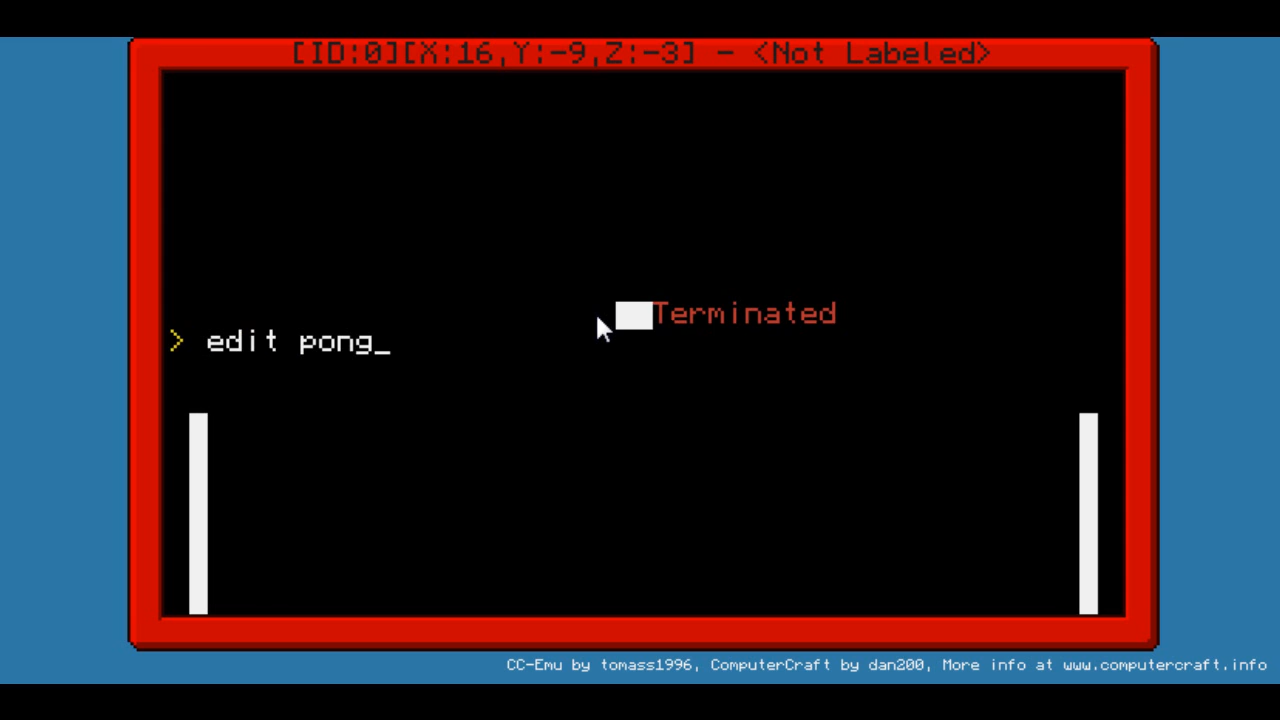 [ID:0][X:16,Y:-9,Z:-3] - <Not Labeled>
Terminated
> edit pong_
CC-Emu by tomass1996, ComputerCraft by dan200, More info at www.computercraft.info